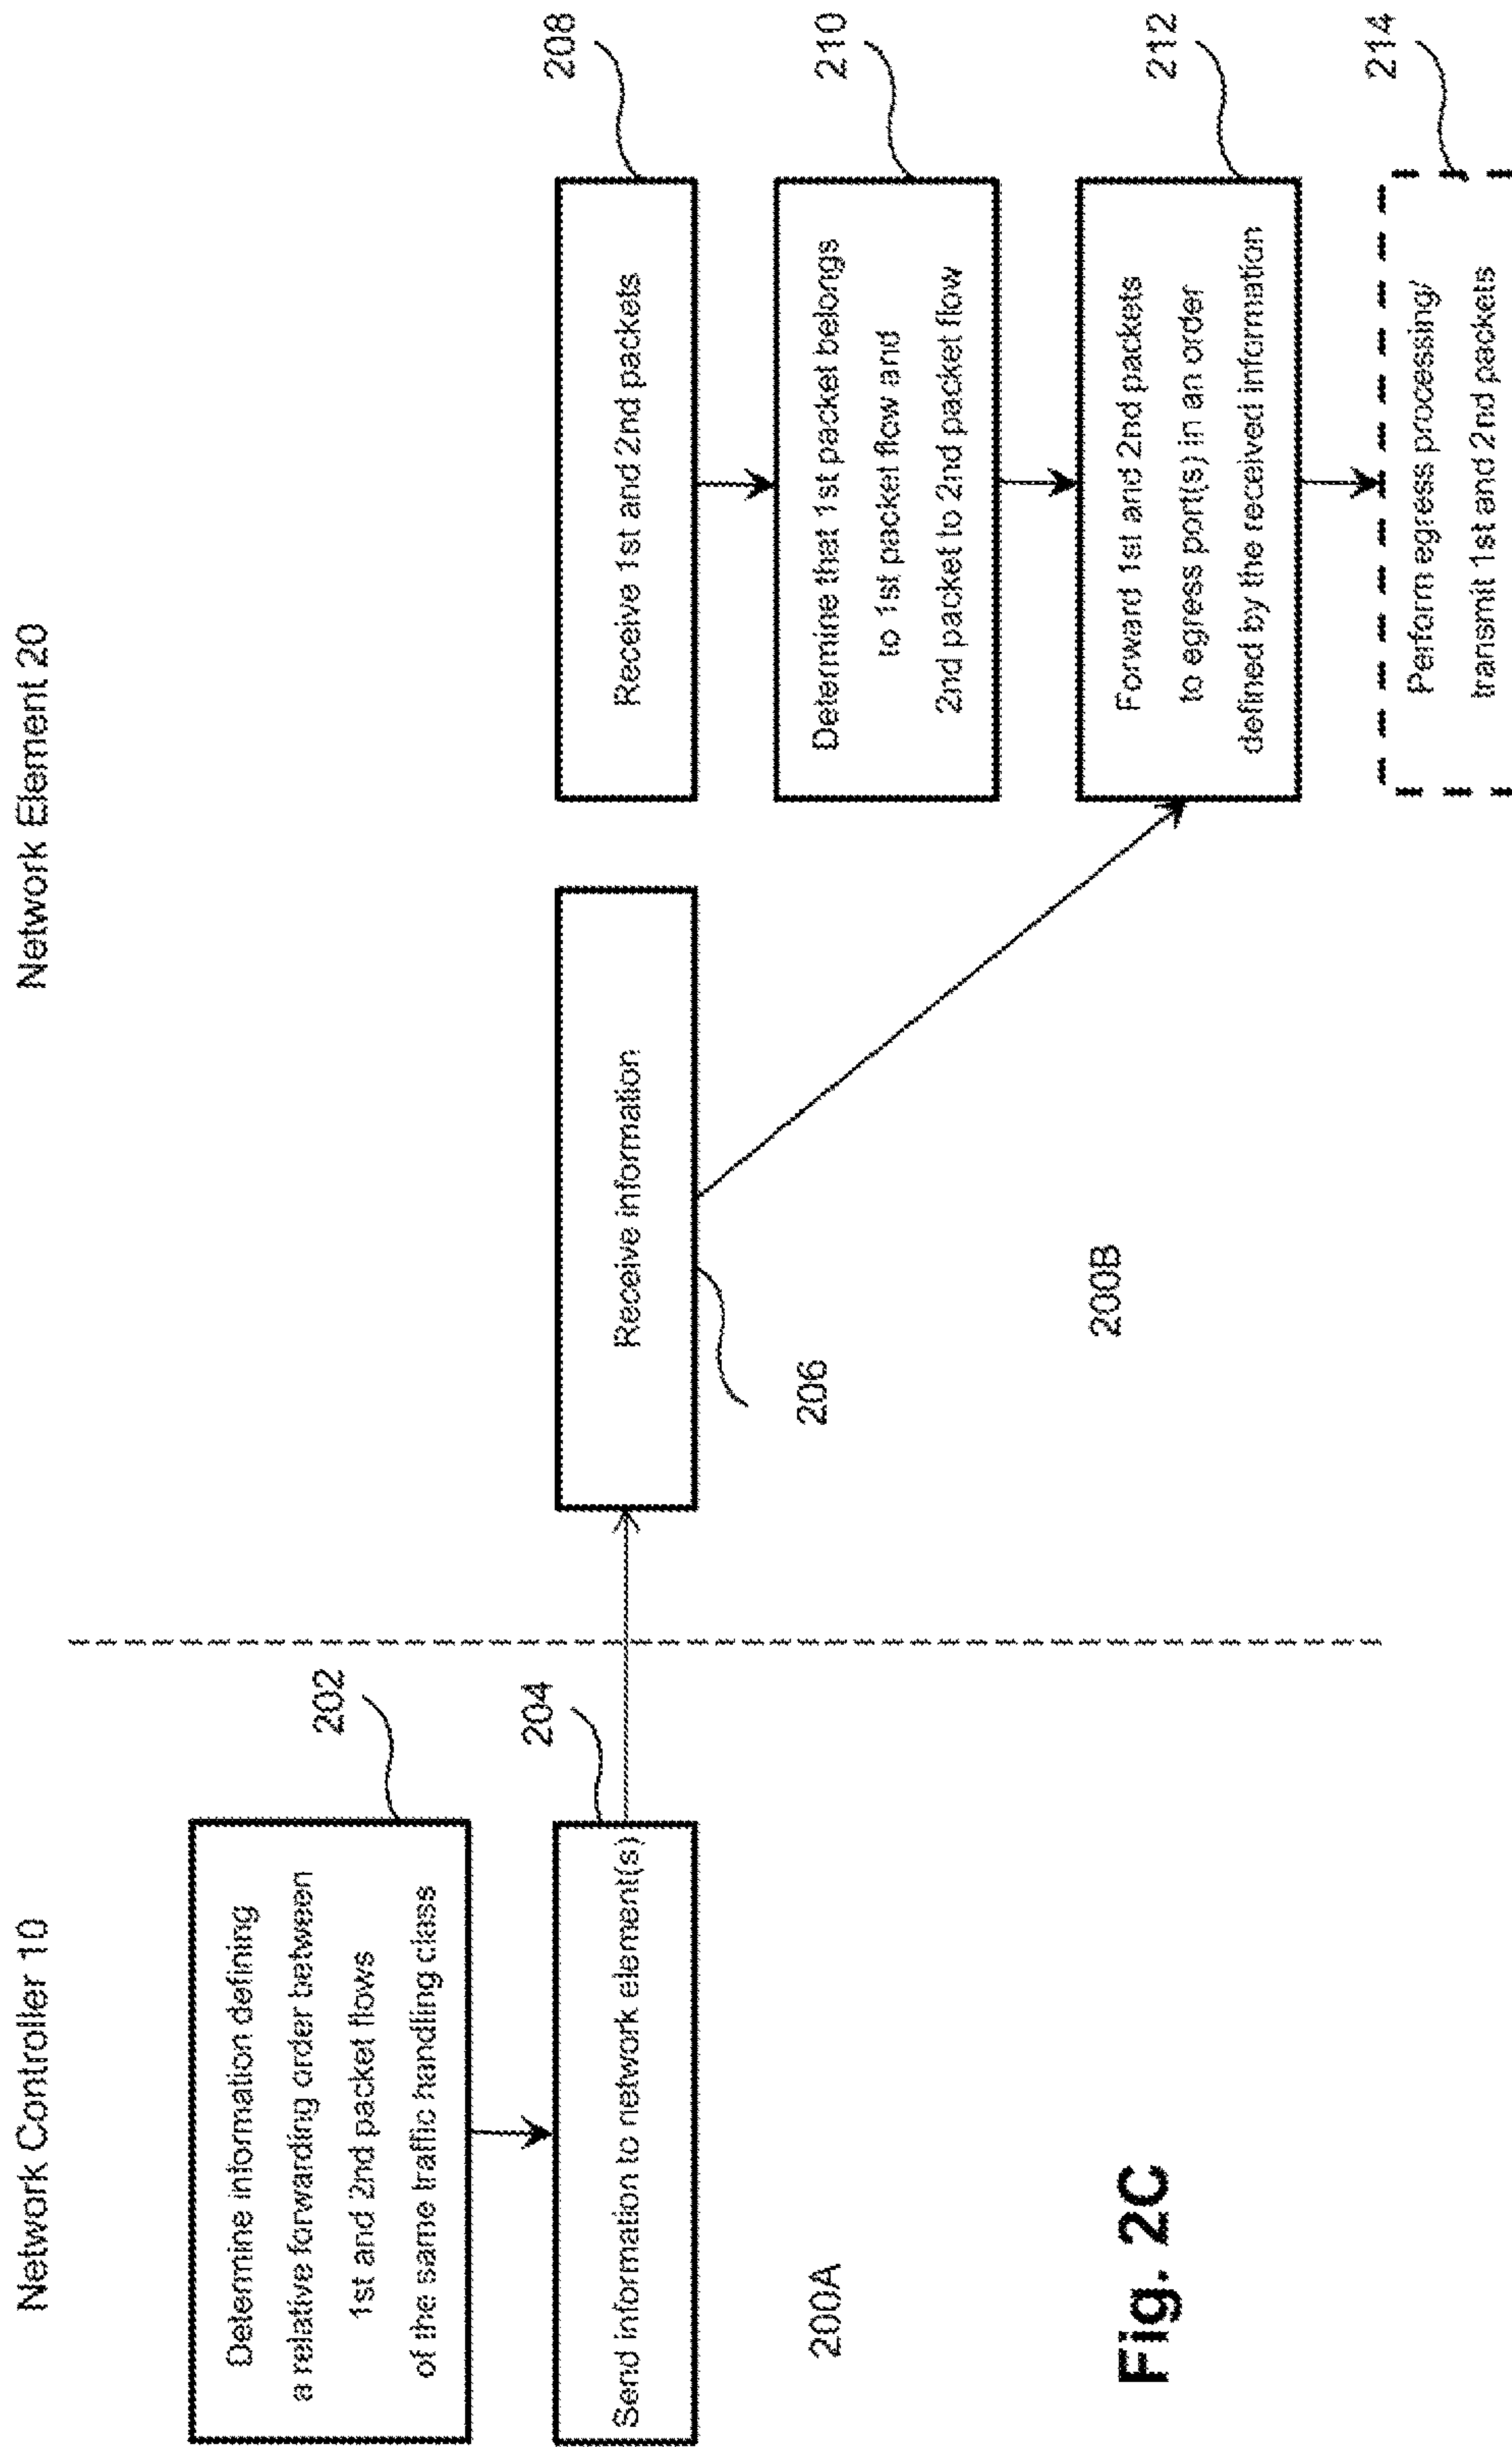 Network Controller 10
Network Element 20
202
Determine information defining
a relative forwarding order between
1st and 2nd packet flows
of the same traffic handling class
204
Send information to network element(s)
200A
Receive information
206
200B
208
Receive 1st and 2nd packets
210
Determine that 1st packet belongs
to 1st packet flow and
2nd packet to 2nd packet flow
212
Forward 1st and 2nd packets
to egress port(s) in an order
defined by the received information
214
Perform egress processing/
transmit 1st and 2nd packets
Fig. 2C